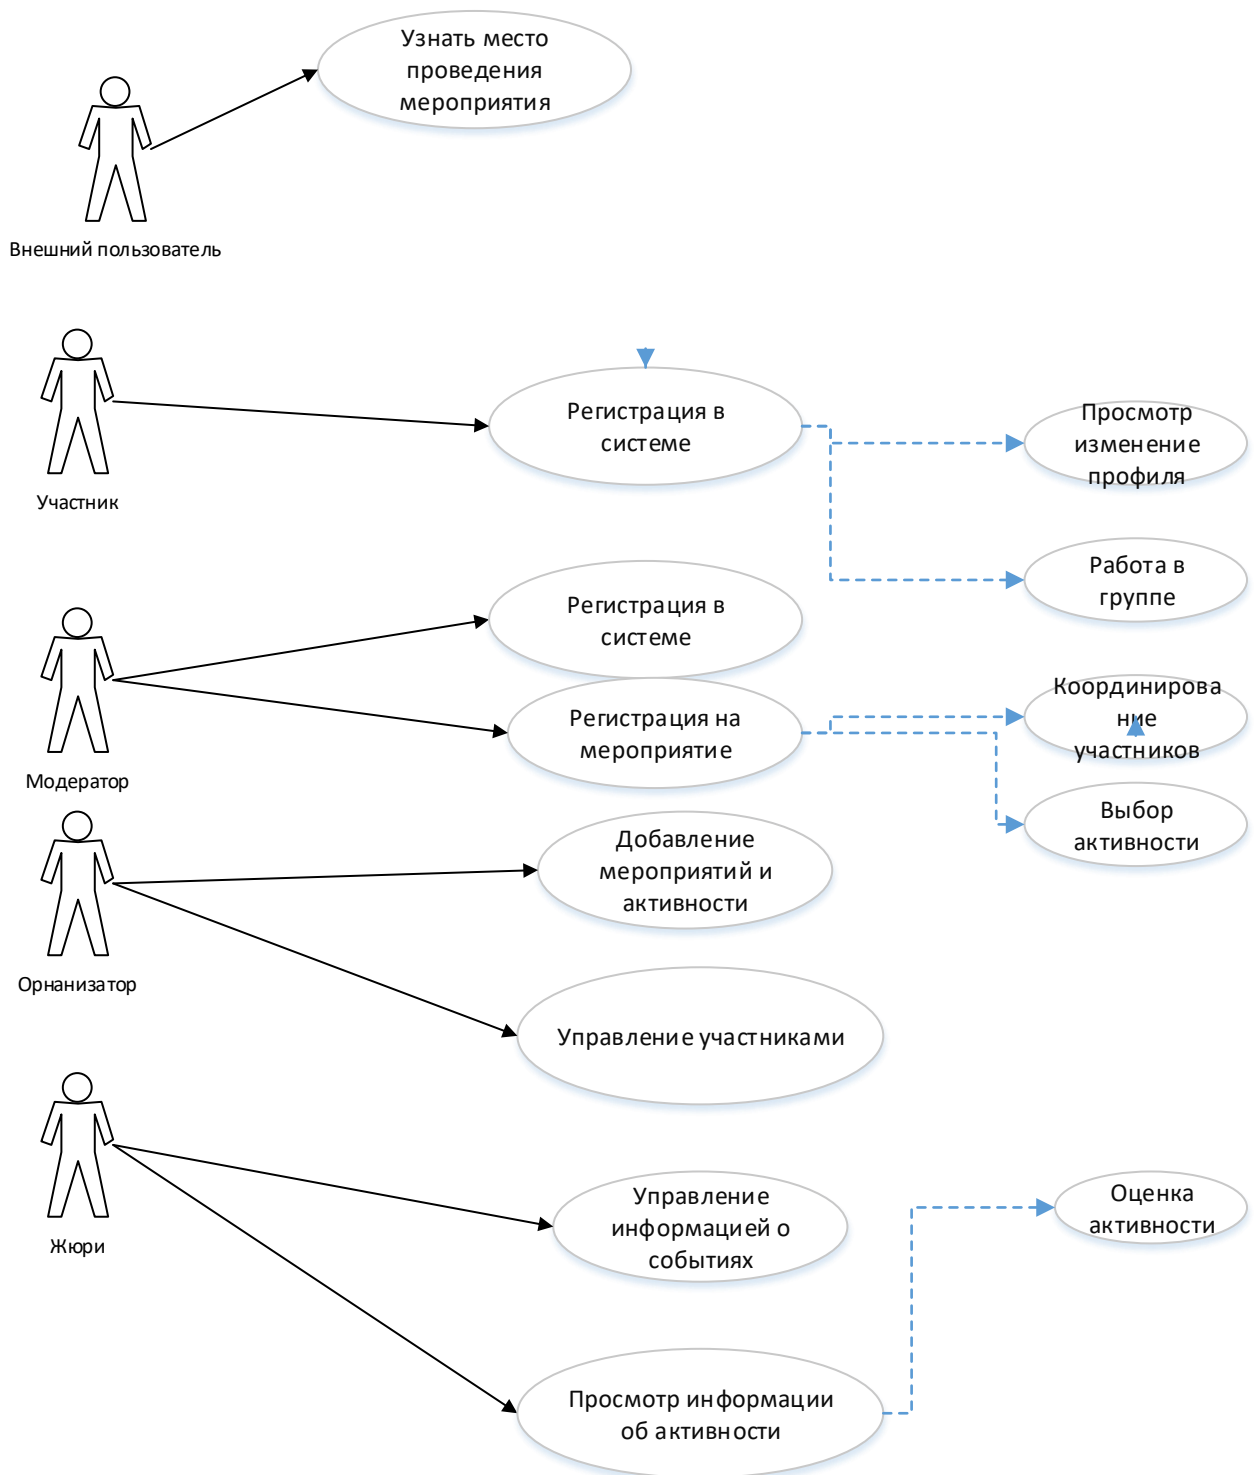 Узнать место
проведения
мероприятия
Внешний пользователь
Регистрация в
системе
Просмотр
изменение
профиля
Участник
Работа в
группе
Регистрация в
системе
Регистрация на
мероприятие
Координирова
ние
участников
Модератор
Выбор
активности
Добавление
мероприятий и
активности
Орнанизатор
Управление участниками
Управление
информацией о
событиях
Оценка
активности
Жюри
Просмотр информации
об активности